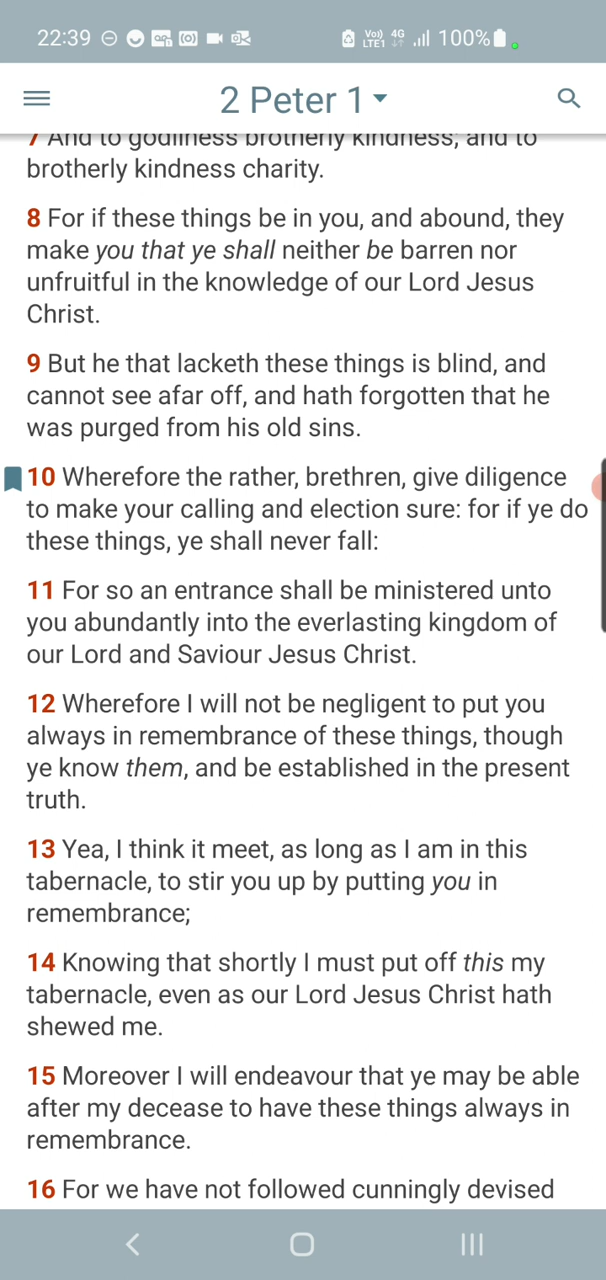 22:39
Vo)) 4G
LTE1
100%
2 Peter 1
7 And to godliness brotherly kindness; and to
brotherly kindness charity.
8 For if these things be in you, and abound, they
make you that ye shall neither be barren nor
unfruitful in the knowledge of our Lord Jesus
Christ.
9 But he that lacketh these things is blind, and
cannot see afar off, and hath forgotten that he
was purged from his old sins.
10 Wherefore the rather, brethren, give diligence
to make your calling and election sure: for if ye do
these things, ye shall never fall:
11 For so an entrance shall be ministered unto
you abundantly into the everlasting kingdom of
our Lord and Saviour Jesus Christ.
12 Wherefore I will not be negligent to put you
always in remembrance of these things, though
ye know them, and be established in the present
truth.
13 Yea, I think it meet, as long as I am in this
tabernacle, to stir you up by putting you in
remembrance;
14 Knowing that shortly I must put off this my
tabernacle, even as our Lord Jesus Christ hath
shewed me.
15 Moreover I will endeavour that ye may be able
after my decease to have these things always in
remembrance.
16 For we have not followed cunningly devised